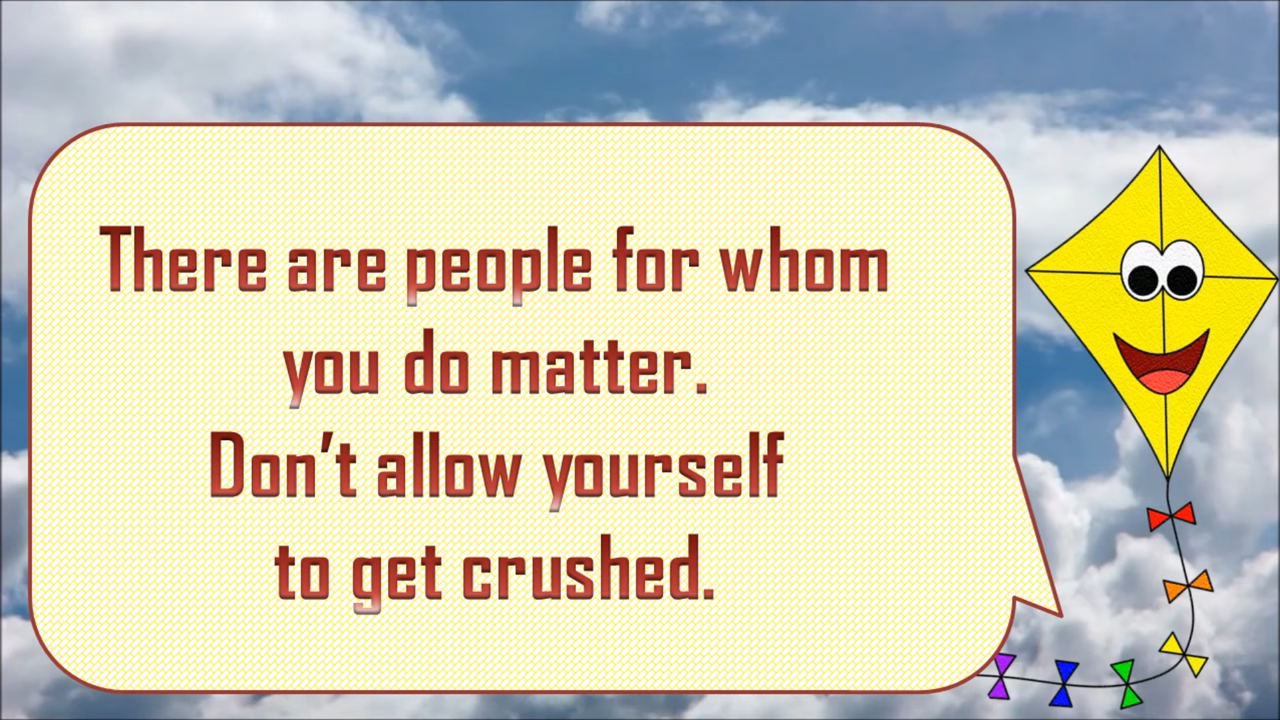 There are people for whom
you do matter.
Don’t allow yourself
to get crushed.